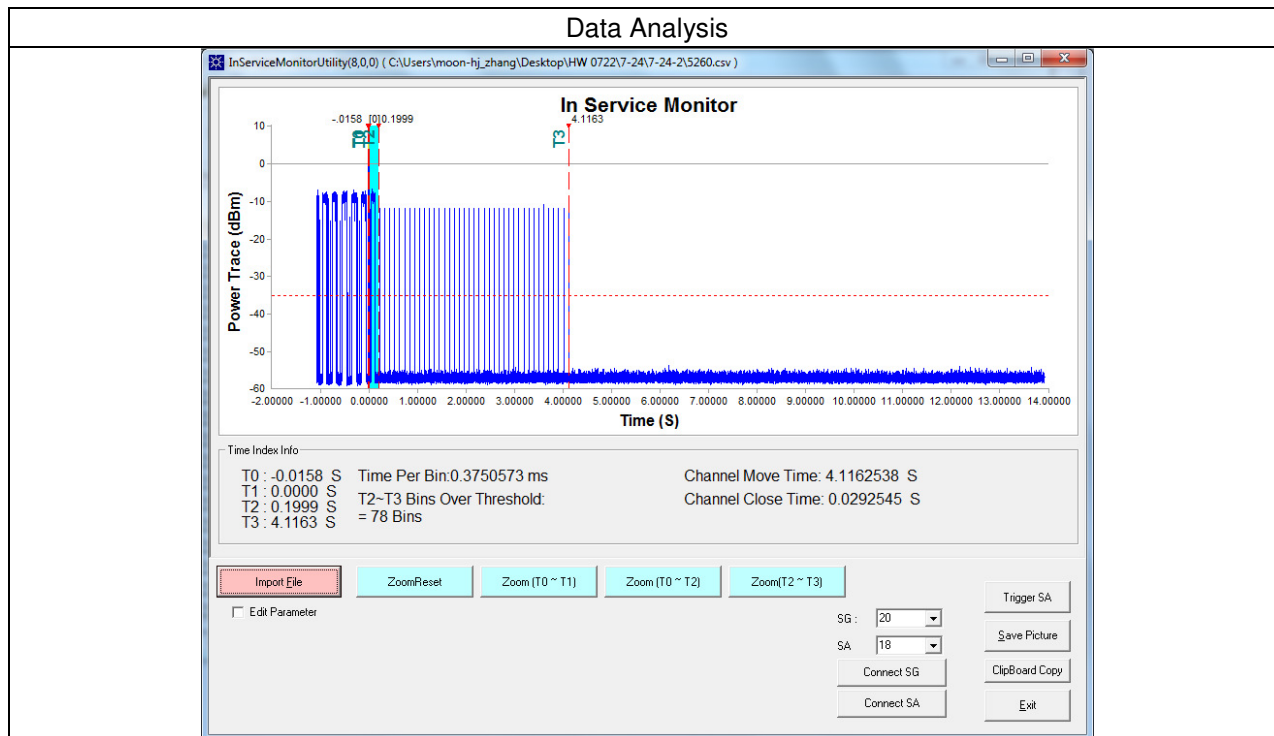 Data Analysis
InServiceMonitorUtility(8,0,0) ( C:\Users\moon-hj_zhang\Desktop\HW 0722\7-24\7-24-2\5260.csv )
In Service Monitor
-.0158
0.1999
4.1163
T2
T3
Power Trace (dBm)
10
0
-10
-20
-30
-40
-50
-60
-2.00000 -1.00000 0.00000 1.00000 2.00000 3.00000 4.00000 5.00000 6.00000 7.00000 8.00000 9.00000 10.00000 11.00000 12.00000 13.00000 14.00000
Time (S)
Time Index Info
T0 : -0.0158 S
T1 : 0.0000 S
T2 : 0.1999 S
T3 : 4.1163 S
Time Per Bin:0.3750573 ms
T2~T3 Bins Over Threshold:
= 78 Bins
Channel Move Time: 4.1162538 S
Channel Close Time: 0.0292545 S
Import File
ZoomReset
Zoom (T0 ~ T1)
Zoom (T0 ~ T2)
Zoom(T2 ~ T3)
Edit Parameter
SG : 20
SA 18
Connect SG
Connect SA
Trigger SA
Save Picture
ClipBoard Copy
Exit